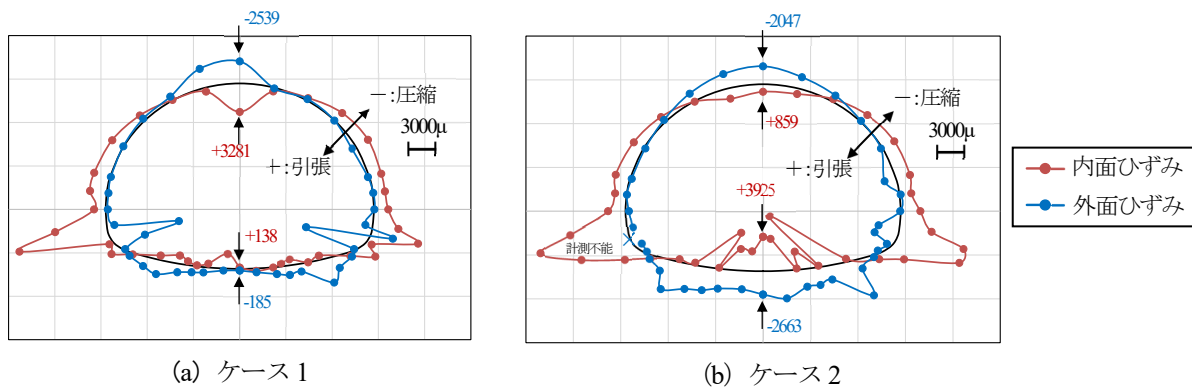 -2539
－:圧縮
3000μ
+3281
＋:引張
+138
-185
(a) ケース1
-2047
－:圧縮
3000μ
+859
＋:引張
+3925
計測不能
-2663
(b) ケース2
内面ひずみ
外面ひずみ